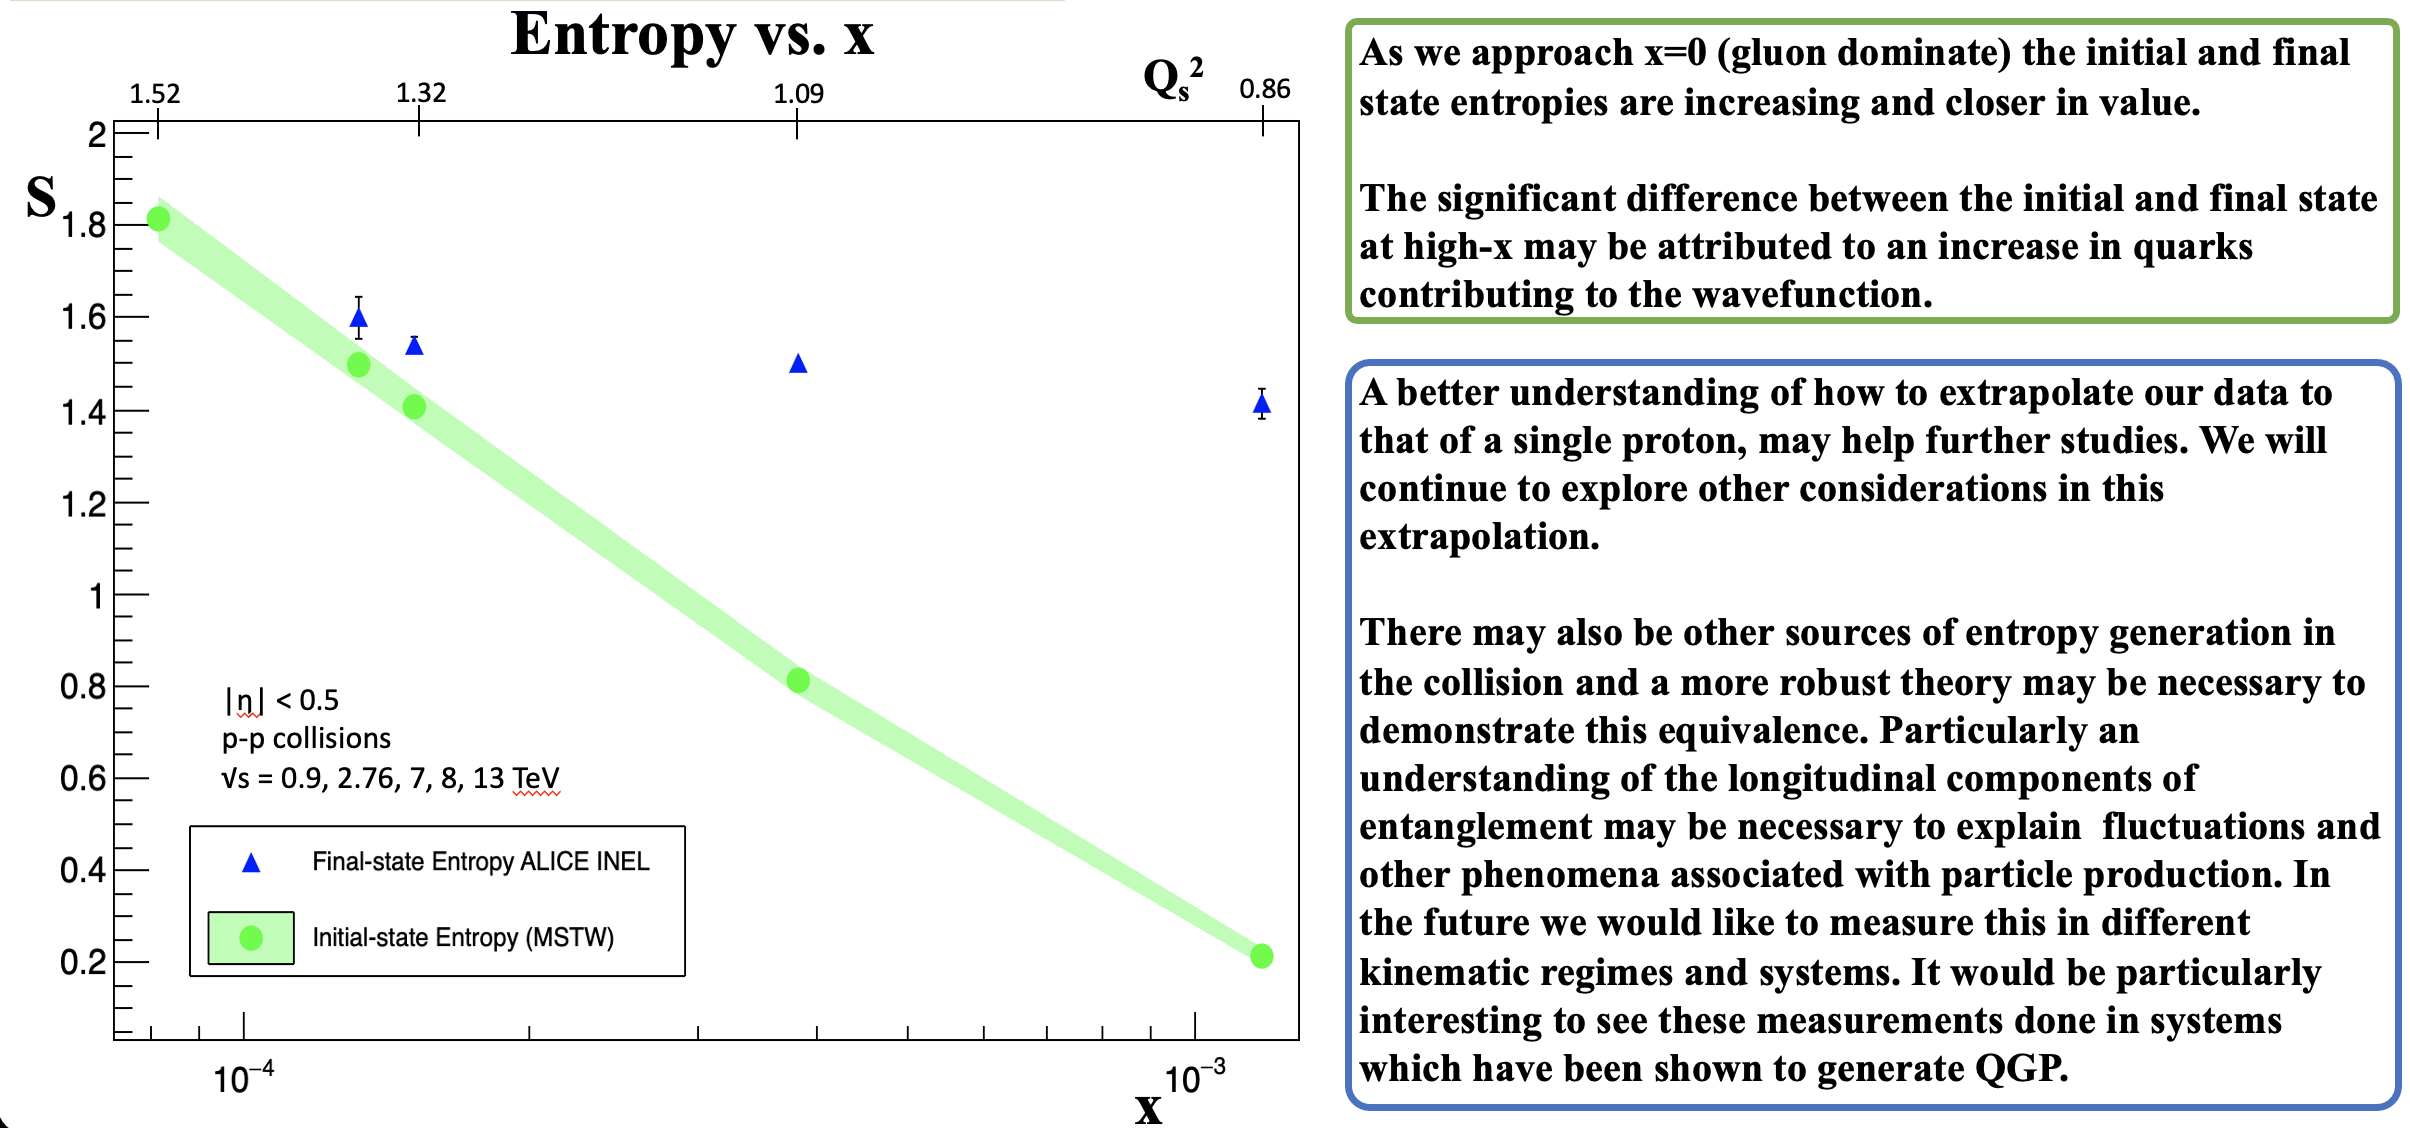 Entropy vs. x
Qs²
1.52
1.32
1.09
0.86
S
2
1.8
1.6
1.4
1.2
1
0.8
0.6
0.4
0.2
|η| < 0.5
p-p collisions
√s = 0.9, 2.76, 7, 8, 13 TeV
Final-state Entropy ALICE INEL
Initial-state Entropy (MSTW)
10⁻⁴
10⁻³
x
As we approach x=0 (gluon dominate) the initial and final
state entropies are increasing and closer in value.
The significant difference between the initial and final state
at high-x may be attributed to an increase in quarks
contributing to the wavefunction.
A better understanding of how to extrapolate our data to
that of a single proton, may help further studies. We will
continue to explore other considerations in this
extrapolation.
There may also be other sources of entropy generation in
the collision and a more robust theory may be necessary to
demonstrate this equivalence. Particularly an
understanding of the longitudinal components of
entanglement may be necessary to explain  fluctuations and
other phenomena associated with particle production. In
the future we would like to measure this in different
kinematic regimes and systems. It would be particularly
interesting to see these measurements done in systems
which have been shown to generate QGP.